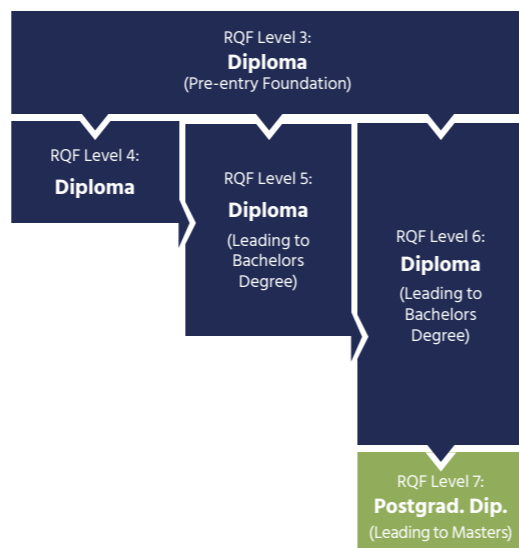 RQF Level 3:
Diploma
(Pre-entry Foundation)
RQF Level 4:
Diploma
RQF Level 5:
Diploma
(Leading to
Bachelors
Degree)
RQF Level 6:
Diploma
(Leading to
Bachelors
Degree)
RQF Level 7:
Postgrad. Dip.
(Leading to Masters)